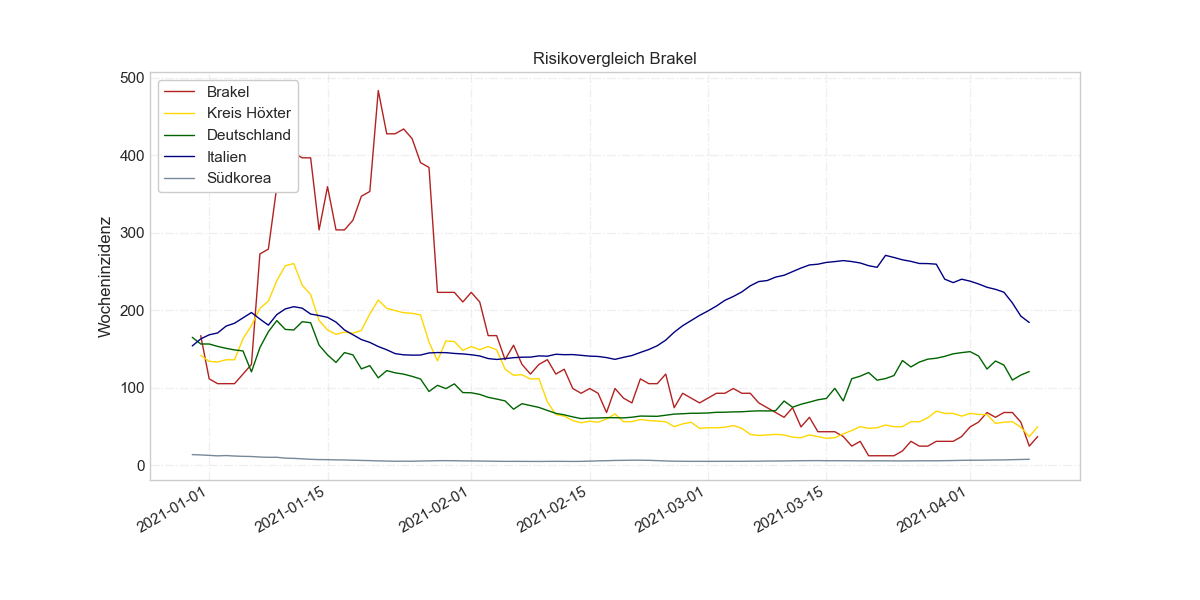 Risikovergleich Brakel
Wocheninzidenz
500
400
300
200
100
0
Brakel
Kreis Höxter
Deutschland
Italien
Südkorea
2021-01-01
2021-01-15
2021-02-01
2021-02-15
2021-03-01
2021-03-15
2021-04-01